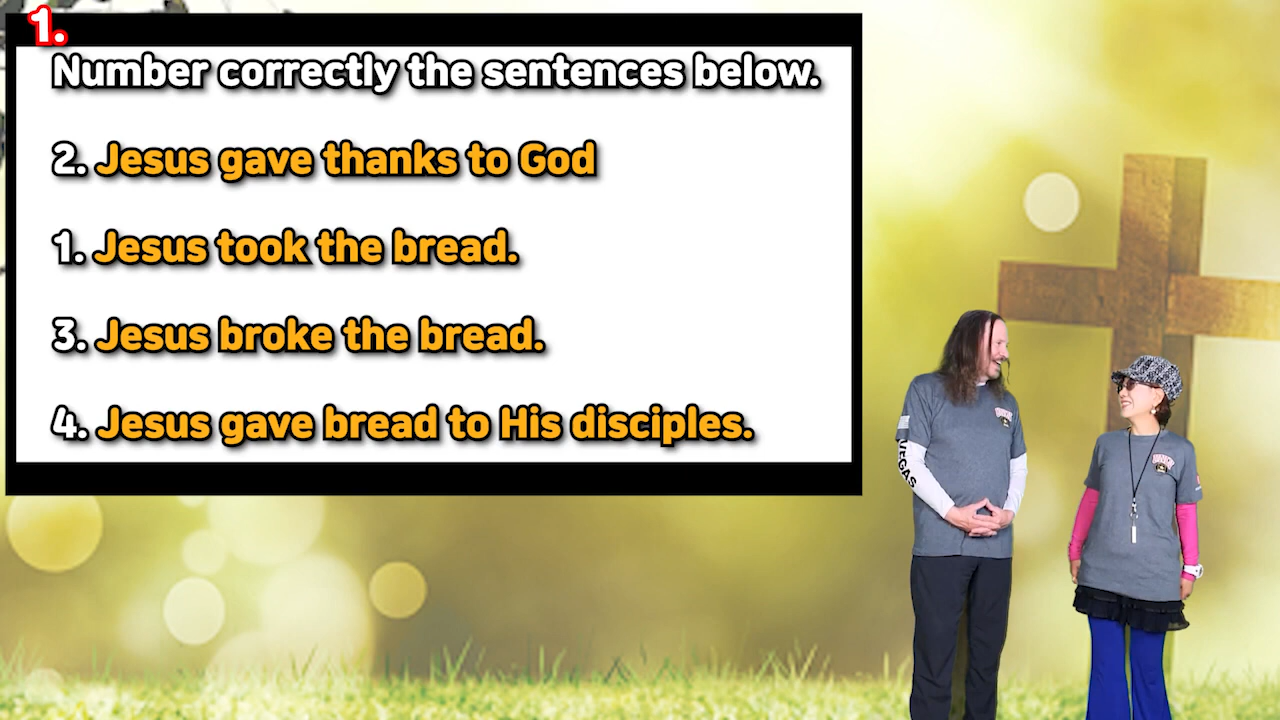 1.
Number correctly the sentences below.
2. Jesus gave thanks to God
1. Jesus took the bread.
3. Jesus broke the bread.
4. Jesus gave bread to His disciples.
VEGAS